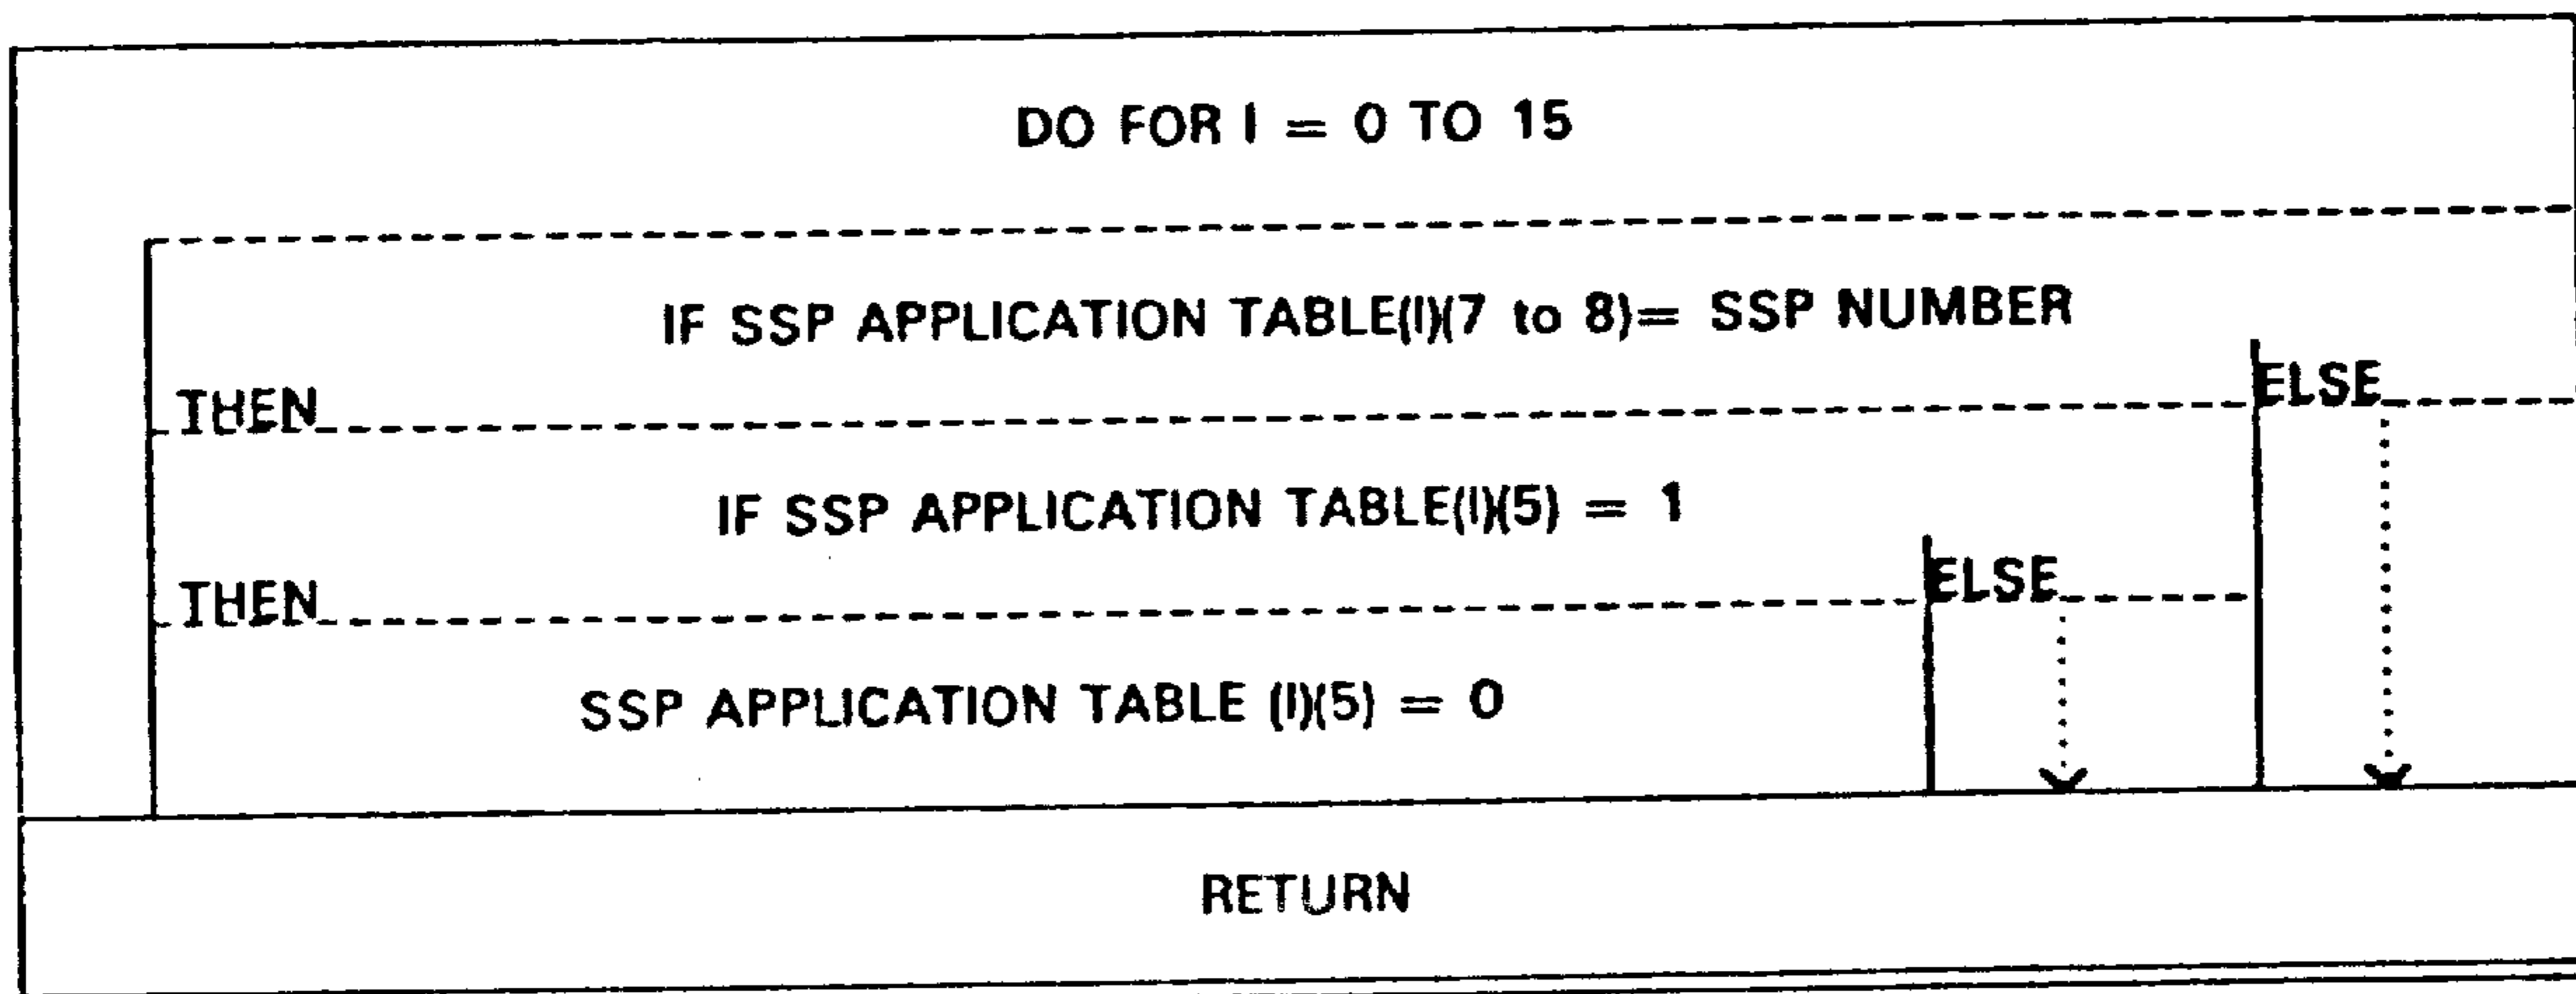 DO FOR I = 0 TO 15
IF SSP APPLICATION TABLE(I)(7 to 8)= SSP NUMBER
THEN ELSE
IF SSP APPLICATION TABLE(I)(5) = 1
THEN ELSE
SSP APPLICATION TABLE (I)(5) = 0
RETURN